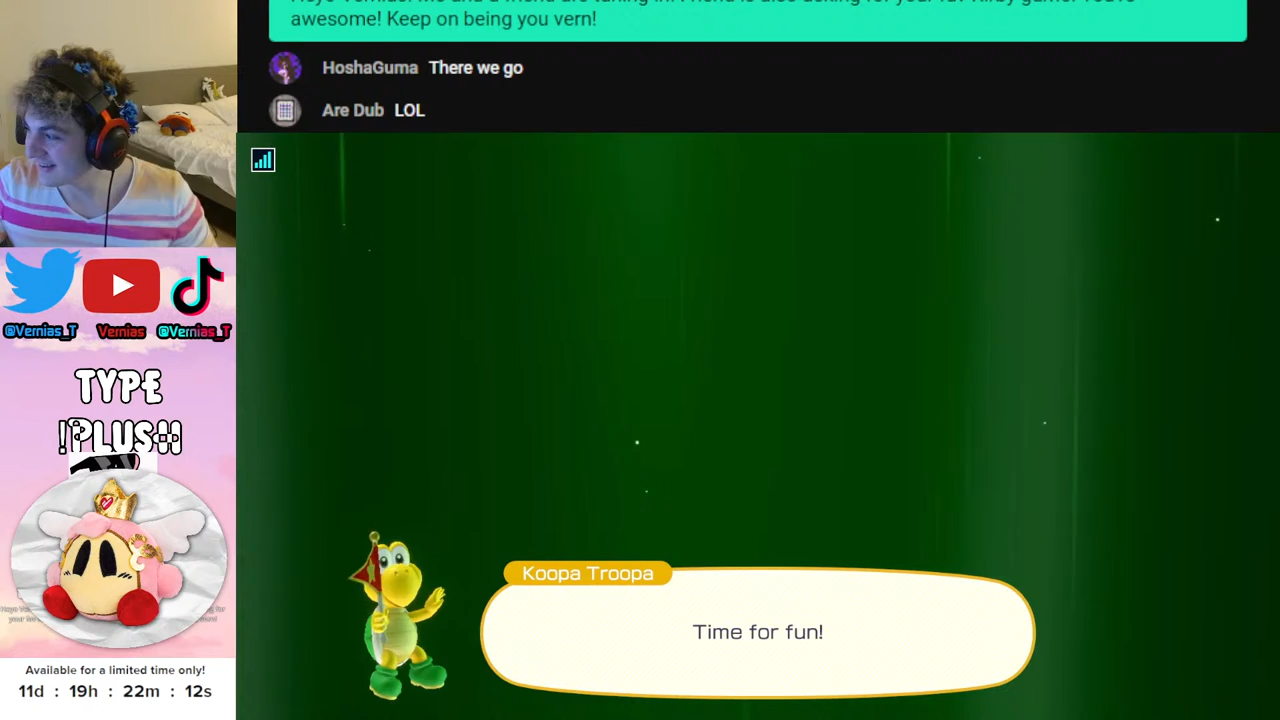 awesome! Keep on being you vern!
HoshaGuma There we go
Are Dub LOL
@Vernias_T Vernias @Vernias_T
TYPE
!PLUSH
Koopa Troopa
Time for fun!
Available for a limited time only!
11d : 19h : 22m : 12s